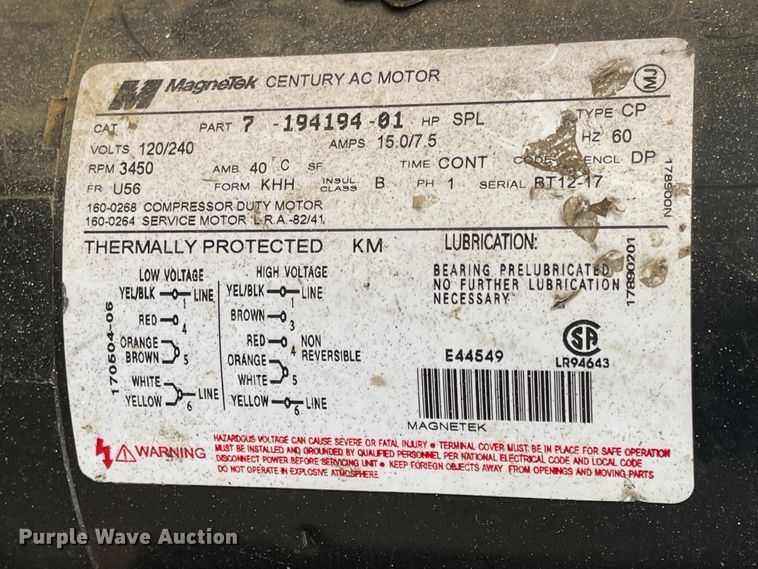 MagneTek CENTURY AC MOTOR
MJ
CAT PART 7 -194194-01 HP SPL TYPE CP
VOLTS 120/240 AMPS 15.0/7.5 HZ 60
RPM 3450 AMB 40°C SF TIME CONT CODE ENCL DP
FR U56 FORM KHH INSUL CLASS B PH 1 SERIAL BT12-17
160-0268 COMPRESSOR DUTY MOTOR
160-0264 SERVICE MOTOR L.R.A.-82/41
178900N
THERMALLY PROTECTED KM
LUBRICATION:
BEARING PRELUBRICATED
NO FURTHER LUBRICATION
NECESSARY
17890201
LOW VOLTAGE
YEL/BLK 1 LINE
RED 4
ORANGE
BROWN 5
WHITE
YELLOW 6 LINE
170504-06
HIGH VOLTAGE
YEL/BLK 1 LINE
BROWN 3
RED 4 NON
REVERSIBLE
ORANGE
WHITE 5
YELLOW 6 LINE
E44549
SA
LR94643
MAGNETEK
WARNING
HAZARDOUS VOLTAGE CAN CAUSE SEVERE OR FATAL INJURY • TERMINAL COVER MUST BE IN PLACE FOR SAFE OPERATION
MUST BE INSTALLED AND GROUNDED BY QUALIFIED PERSONNEL PER NATIONAL ELECTRICAL CODE AND LOCAL CODE
DISCONNECT POWER BEFORE SERVICING UNIT • KEEP FOREIGN OBJECTS AWAY FROM OPENINGS AND MOVING PARTS
DO NOT OPERATE IN EXPLOSIVE ATMOSPHERE
Purple Wave Auction